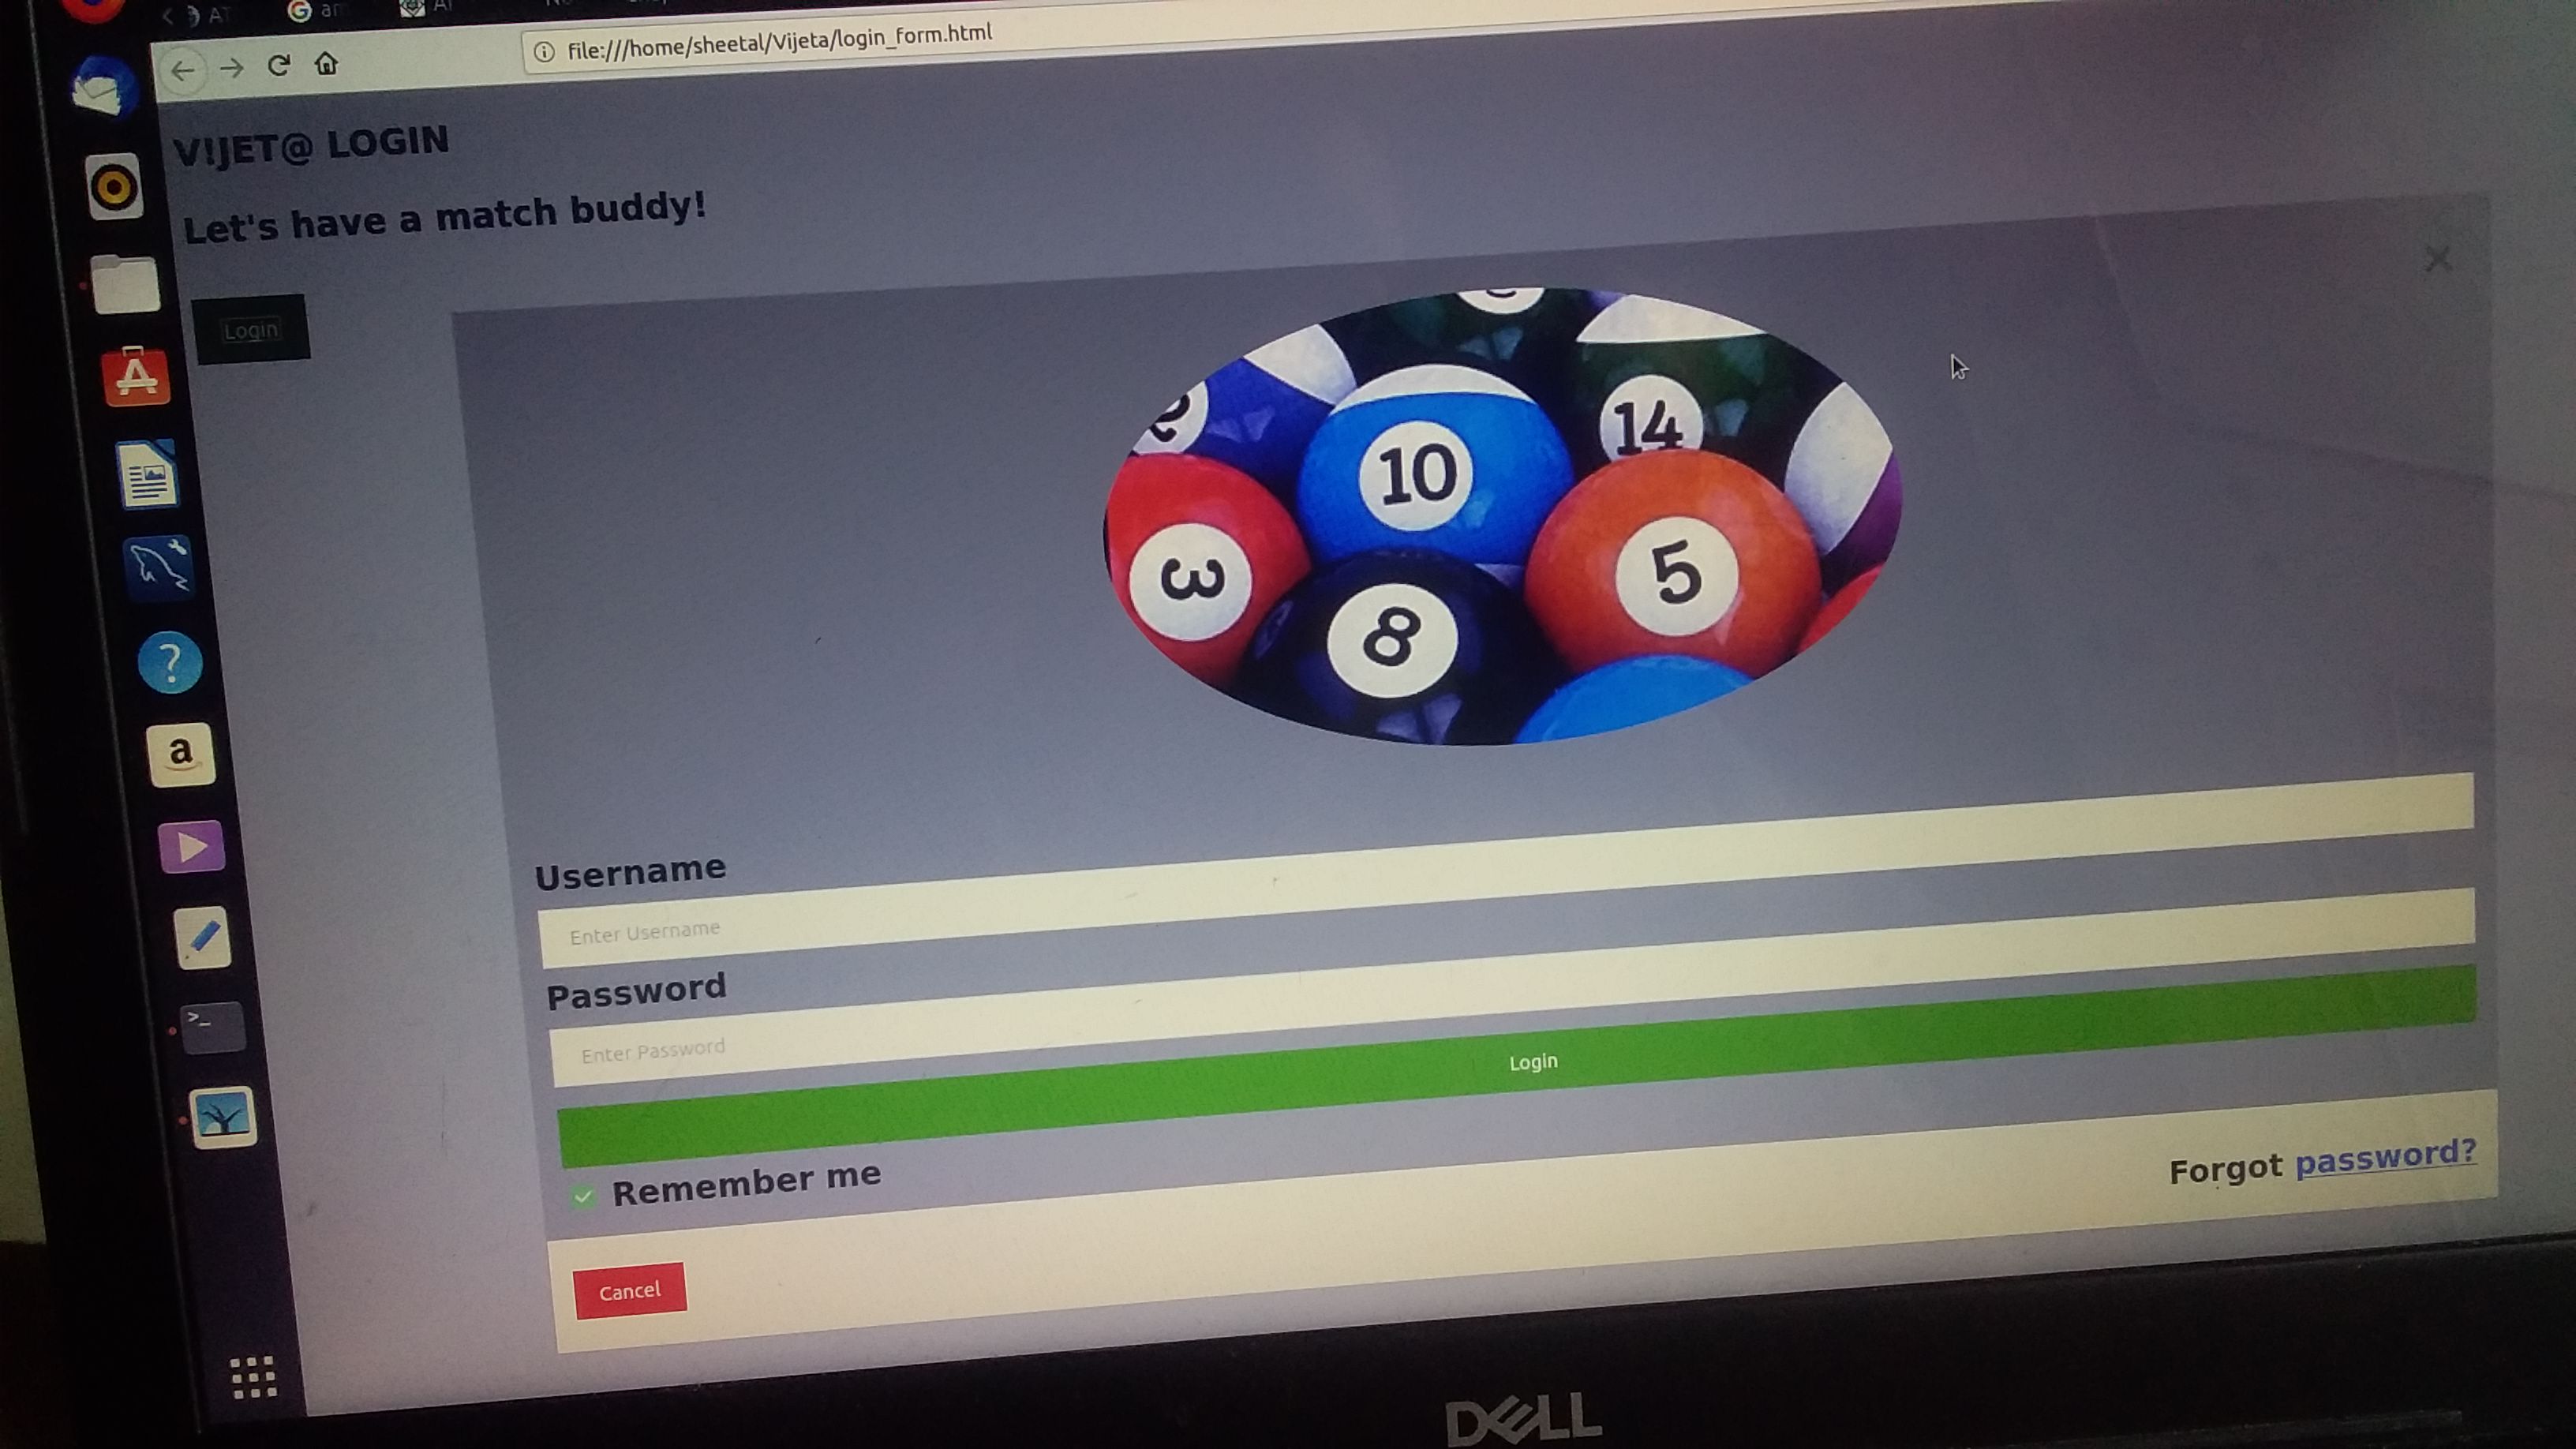 file:///home/sheetal/Vijeta/login_form.html
VIJET@ LOGIN
Let's have a match buddy!
Login
×
2
3
10
14
8
5
Username
Enter Username
Password
Enter Password
Login
Remember me
Cancel
Forgot password?
DELL